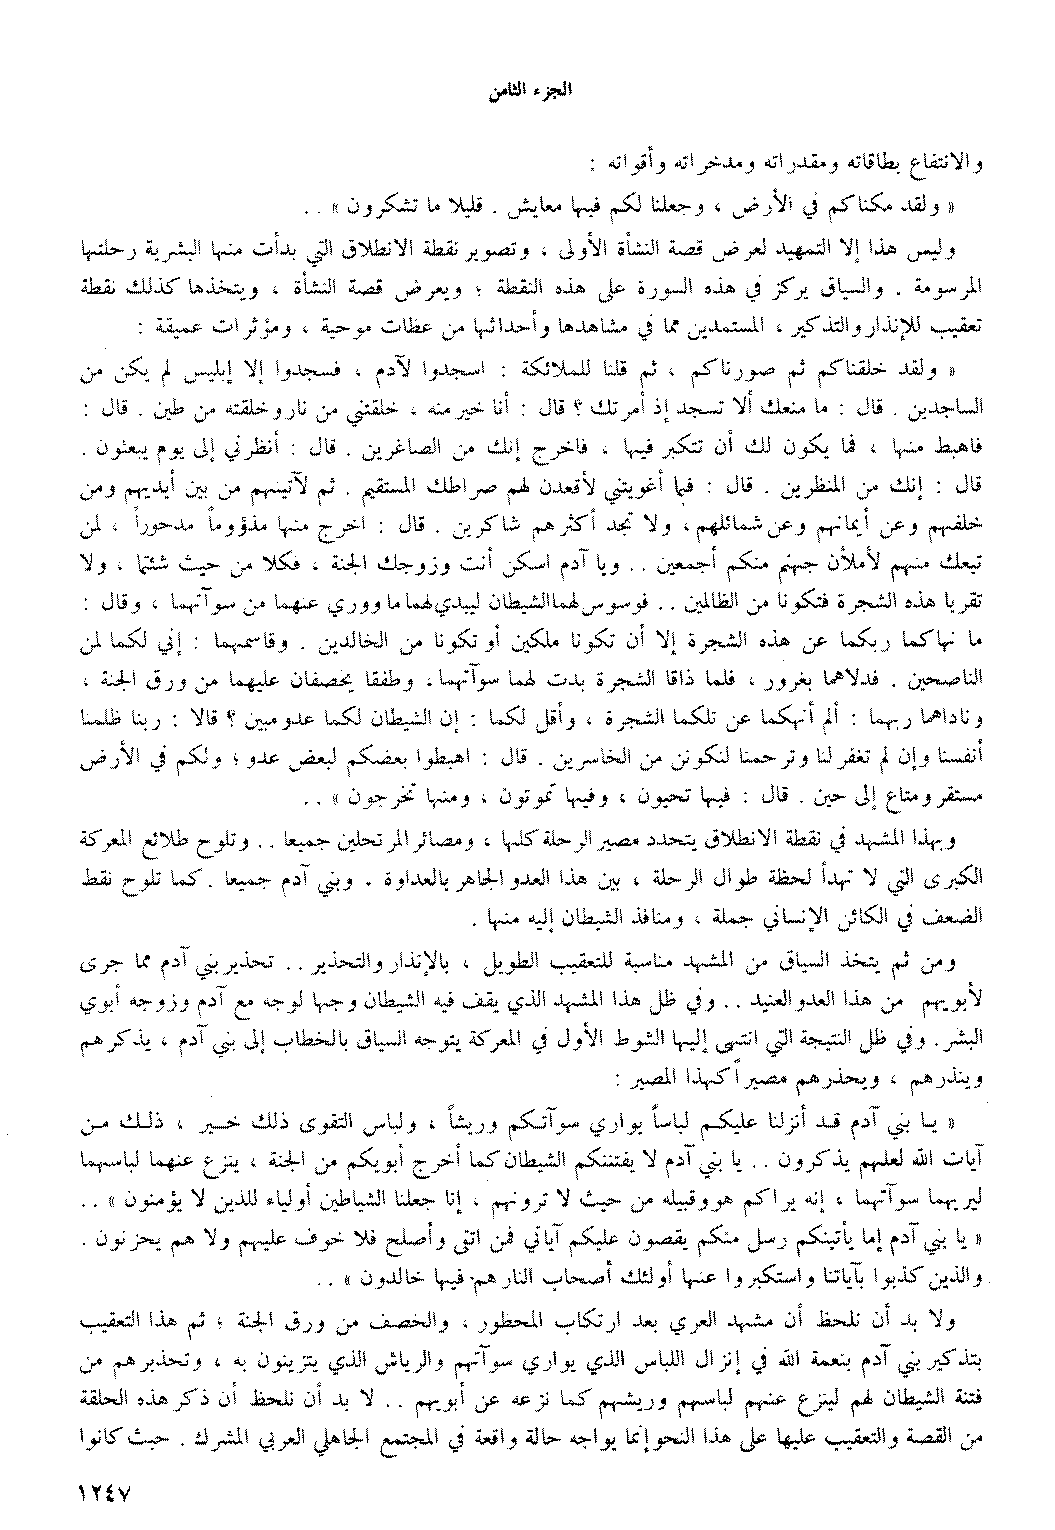 الجزء الثامن
والانتفاع بطاقاته ومقدراته ومدخراته وأقواته :
« ولقد مكناكم في الأرض ، وجعلنا لكم فيها معايش . قليلا ما تشكرون » . .
وليس هذا إلا التمهيد لعرض قصة النشأة الأولى ، وتصوير نقطة الانطلاق التي بدأت منها البشرية رحلتها
المرسومة . والسياق يركز في هذه السورة على هذه النقطة ؛ ويعرض قصة النشأة ، ويتخذها كذلك نقطة
تعقيب للإنذار والتذكير ، المستمدين مما في مشاهدها وأحداثها من عظات موحية ، ومؤثرات عميقة :
« ولقد خلقناكم ثم صورناكم ، ثم قلنا للملائكة : اسجدوا لآدم ، فسجدوا إلا إبليس لم يكن من
الساجدين . قال : ما منعك ألا تسجد إذ أمرتك ؟ قال : أنا خير منه ، خلقتني من نار وخلقته من طين . قال :
فاهبط منها ، فما يكون لك أن تتكبر فيها ، فاخرج إنك من الصاغرين . قال : أنظرني إلى يوم يبعثون .
قال : إنك من المنظرين . قال : فبما أغويتني لأقعدن لهم صراطك المستقيم . ثم لآتينهم من بين أيديهم ومن
خلفهم وعن أيمانهم وعن شمائلهم، ولا تجد أكثرهم شاكرين . قال : اخرج منها مذؤوماً مدحوراً ، لمن
تبعك منهم لأملأن جهنم منكم أجمعين . . ويا آدم اسكن أنت وزوجك الجنة ، فكلا من حيث شئتما ، ولا
تقربا هذه الشجرة فتكونا من الظالمين . . فوسوس لهما الشيطان ليبدي لهما ما ووري عنهما من سوآتهما ، وقال :
ما نهاكما ربكما عن هذه الشجرة إلا أن تكونا ملكين أو تكونا من الخالدين . وقاسمهما : إني لكما لمن
الناصحين . فدلاهما بغرور ، فلما ذاقا الشجرة بدت لهما سوآتهما، وطفقا يخصفان عليهما من ورق الجنة ،
وناداهما ربهما : ألم أنهكما عن تلكما الشجرة ، وأقل لكما : إن الشيطان لكما عدو مبين ؟ قالا : ربنا ظلمنا
أنفسنا وإن لم تغفر لنا وترحمنا لنكونن من الخاسرين . قال : اهبطوا بعضكم لبعض عدو ؛ ولكم في الأرض
مستقر ومتاع إلى حين . قال : فيها تحيون ، وفيها تموتون ، ومنها تخرجون » . .
وبهذا المشهد في نقطة الانطلاق يتحدد مصير الرحلة كلها ، ومصائر المرتحلين جميعا . . وتلوح طلائع المعركة
الكبرى التي لا تهدأ لحظة طوال الرحلة ، بين هذا العدو الجاهر بالعداوة . وبني آدم جميعا . كما تلوح نقط
الضعف في الكائن الإنساني جملة ، ومنافذ الشيطان إليه منها .
ومن ثم يتخذ السياق من المشهد مناسبة للتعقيب الطويل ، بالإنذار والتحذير . . تحذير بني آدم مما جرى
لأبويهم من هذا العدو العنيد . . وفي ظل هذا المشهد الذي يقف فيه الشيطان وجها لوجه مع آدم وزوجه أبوي
البشر. وفي ظل النتيجة التي انتهى إليها الشوط الأول في المعركة يتوجه السياق بالخطاب إلى بني آدم ، يذكرهم
وينذرهم ، ويحذرهم مصيراً كهذا المصير :
« يـا بني آدم قـد أنزلنا عليكـم لباساً يواري سوآتـكم وريشاً ، ولباس التقوى ذلك خـيـر ، ذلـك مـن
آيات الله لعلهم يذكرون . . يا بني آدم لا يفتننكم الشيطان كما أخرج أبويكم من الجنة ، ينزع عنهما لباسهما
ليريهما سوآتهما ، إنه يراكم هو وقبيله من حيث لا ترونهم ، إنا جعلنا الشياطين أولياء للذين لا يؤمنون » . .
« يا بني آدم إما يأتينكم رسل منكم يقصون عليكم آياتي فمن اتقى وأصلح فلا خوف عليهم ولا هم يحزنون .
والذين كذبوا بآياتنا واستكبروا عنها أولئك أصحاب النار هم فيها خالدون » . .
ولا بد أن نلحظ أن مشهد العري بعد ارتكاب المحظور ، والخصف من ورق الجنة ؛ ثم هذا التعقيب
بتذكير بني آدم بنعمة الله في إنزال اللباس الذي يواري سوآتهم والرياش الذي يتزينون به ، وتحذيرهم من
فتنة الشيطان لهم لينزع عنهم لباسهم وريشهم كما نزعه عن أبويهم . . لا بد أن نلحظ أن ذكر هذه الحلقة
من القصة والتعقيب عليها على هذا النحو إنما يواجه حالة واقعة في المجتمع الجاهلي العربي المشرك . حيث كانوا
١٢٤٧